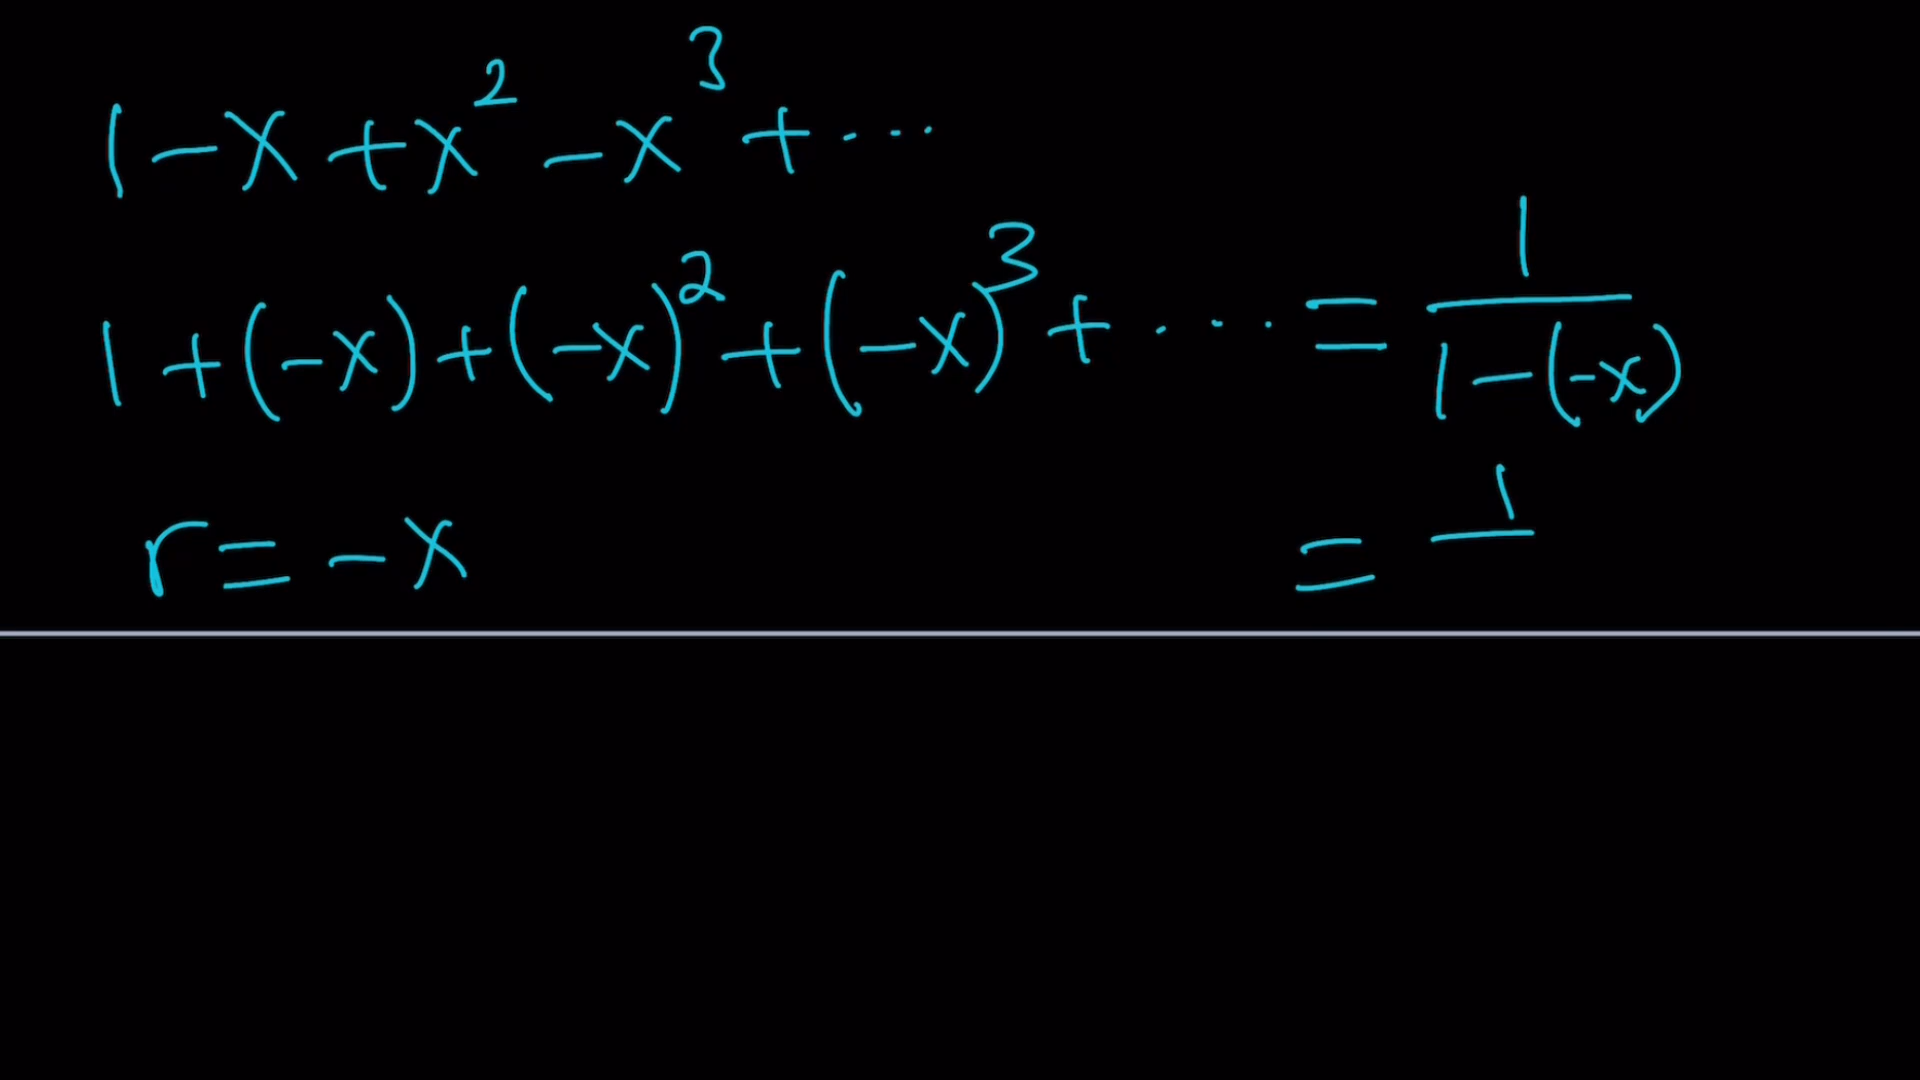 1 - x + x² - x³ + ...
1 + (-x) + (-x)² + (-x)³ + .... = 1/(1 - (-x))
r = -x = 1/